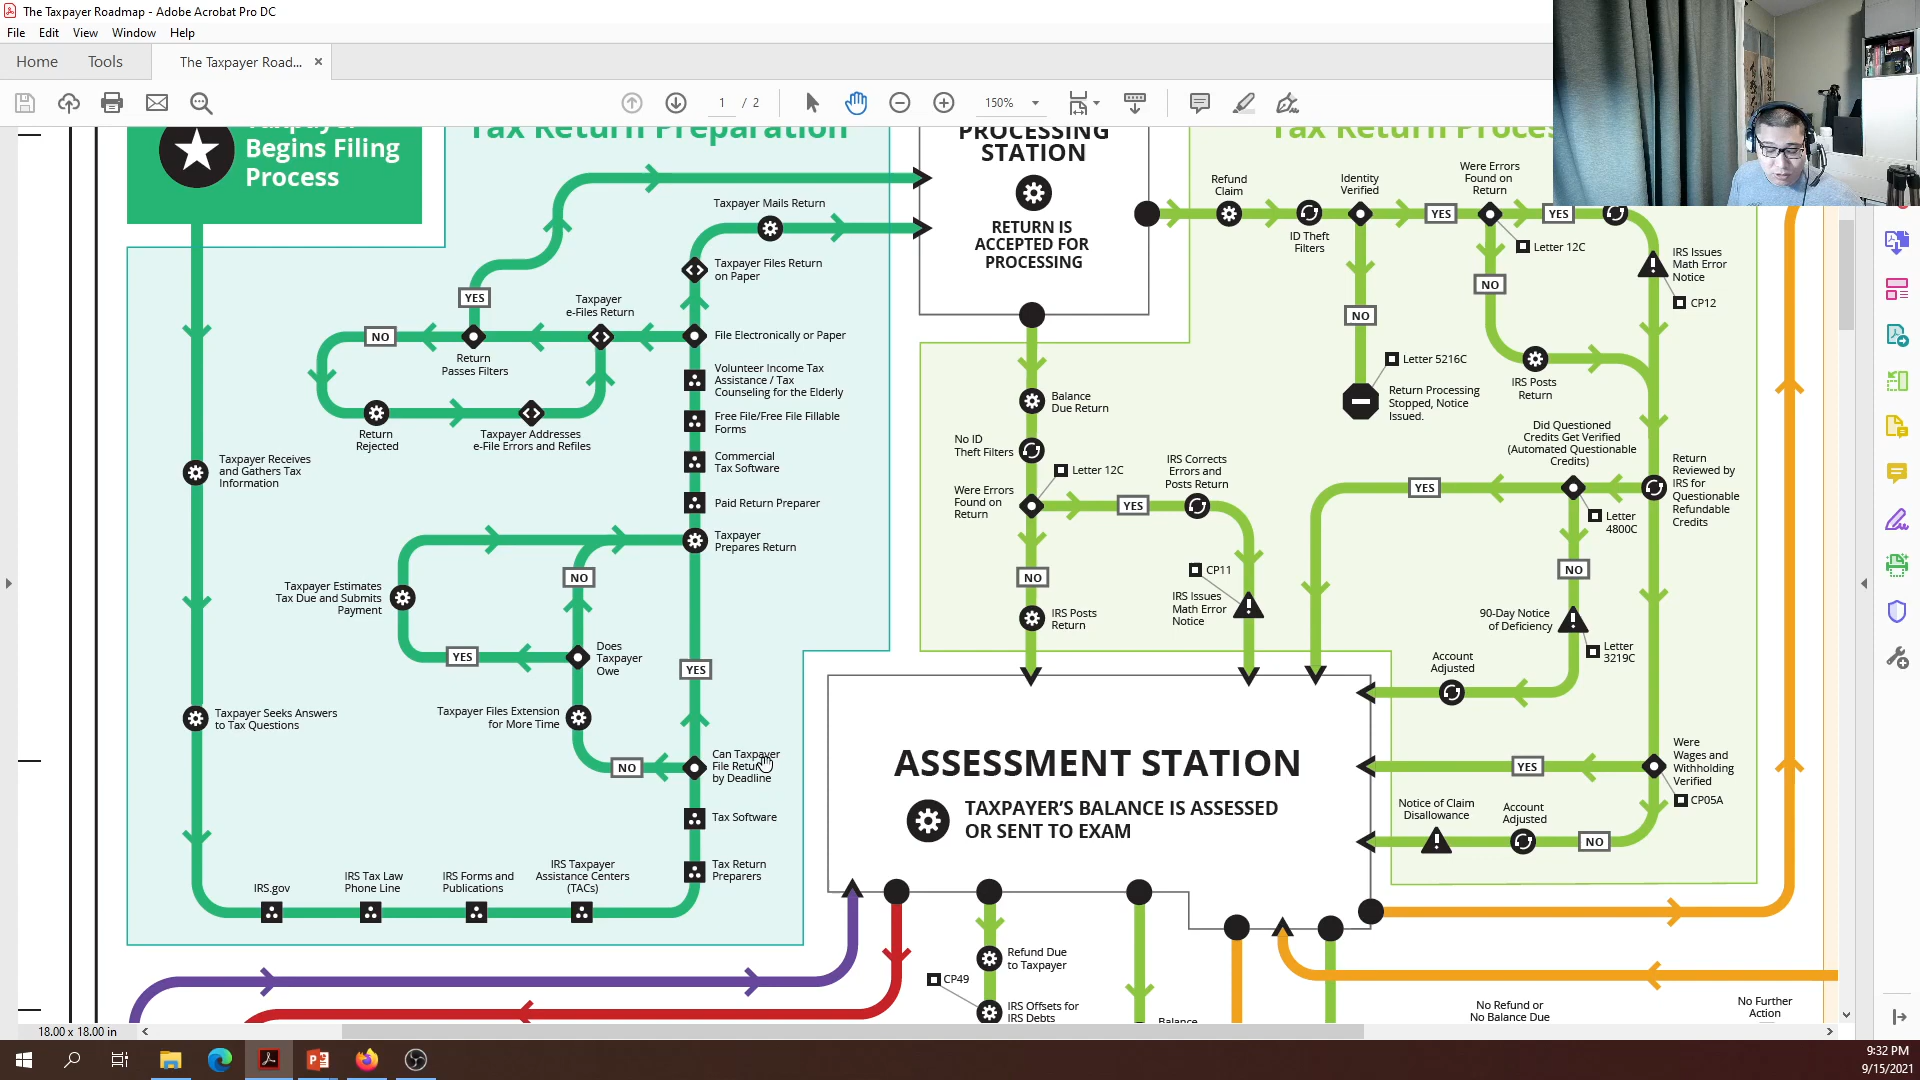 The Taxpayer Roadmap - Adobe Acrobat Pro DC
File Edit View Window Help
Home Tools The Taxpayer Road... ×
1 / 2 150%
Begins Filing
Process
Tax Return Preparation
Taxpayer Mails Return
Taxpayer Files Return
on Paper
YES
Taxpayer
e-Files Return
NO
Return
Passes Filters
File Electronically or Paper
Volunteer Income Tax
Assistance / Tax
Counseling for the Elderly
Free File/Free File Fillable
Forms
Return
Rejected
Taxpayer Addresses
e-File Errors and Refiles
Commercial
Tax Software
Paid Return Preparer
Taxpayer
Prepares Return
Taxpayer Receives
and Gathers Tax
Information
NO
Taxpayer Estimates
Tax Due and Submits
Payment
YES
Does
Taxpayer
Owe
YES
Taxpayer Seeks Answers
to Tax Questions
Taxpayer Files Extension
for More Time
NO
Can Taxpayer
File Return
by Deadline
Tax Software
Tax Return
Preparers
IRS.gov
IRS Tax Law
Phone Line
IRS Forms and
Publications
IRS Taxpayer
Assistance Centers
(TACs)
PROCESSING
STATION
RETURN IS
ACCEPTED FOR
PROCESSING
Refund
Claim
ID Theft
Filters
Identity
Verified
YES
Were Errors
Found on
Return
YES
Letter 12C
NO
NO
IRS Issues
Math Error
Notice
CP12
Letter 5216C
Return Processing
Stopped, Notice
Issued.
IRS Posts
Return
Balance
Due Return
No ID
Theft Filters
Letter 12C
Were Errors
Found on
Return
YES
IRS Corrects
Errors and
Posts Return
NO
CP11
IRS Issues
Math Error
Notice
IRS Posts
Return
Did Questioned
Credits Get Verified
(Automated Questionable
Credits)
YES
Return
Reviewed by
IRS for
Questionable
Refundable
Credits
Letter
4800C
NO
90-Day Notice
of Deficiency
Letter
3219C
Account
Adjusted
Were
Wages and
Withholding
Verified
YES
CP05A
Notice of Claim
Disallowance
Account
Adjusted
NO
ASSESSMENT STATION
TAXPAYER'S BALANCE IS ASSESSED
OR SENT TO EXAM
Refund Due
to Taxpayer
CP49
IRS Offsets for
IRS Debts
Balance
No Refund or
No Balance Due
No Further
Action
18.00 x 18.00 in
9:32 PM
9/15/2021